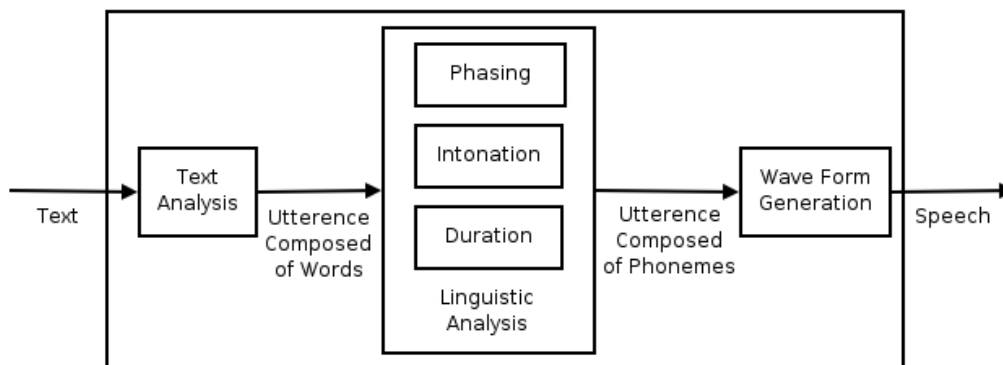 Text
Text
Analysis
Utterence
Composed
of Words
Phasing
Intonation
Duration
Linguistic
Analysis
Utterence
Composed
of Phonemes
Wave Form
Generation
Speech